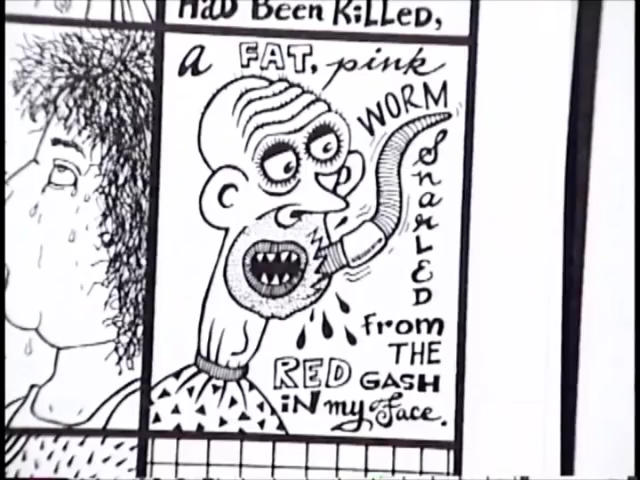 Had Been KiLLED,
a FAT, pink
WORM
SnarLED
from
THE
RED GASH
iN my Face.